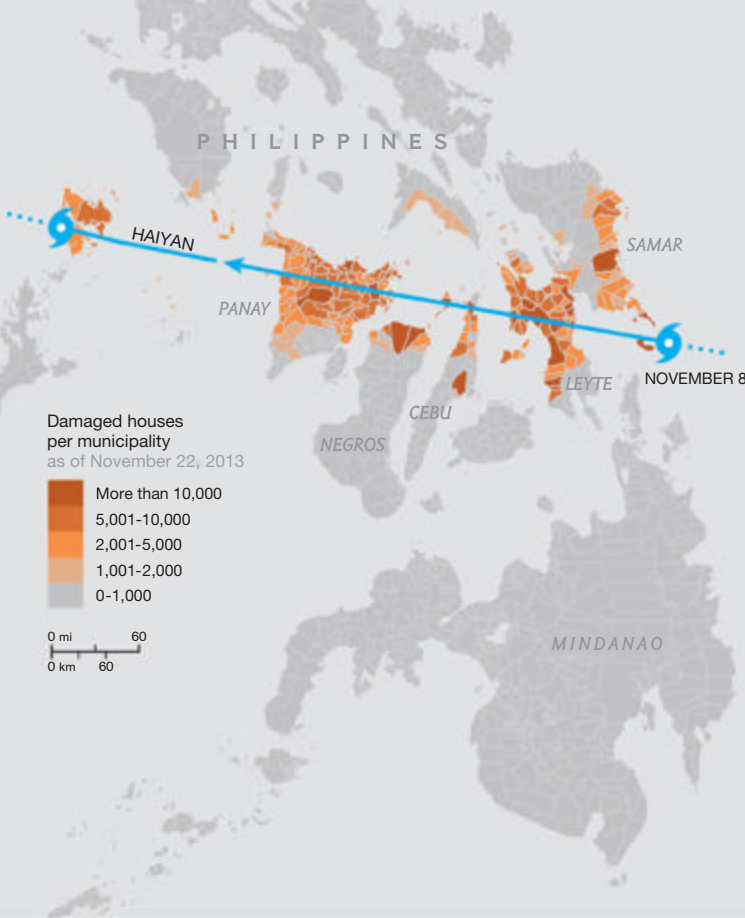 PHILIPPINES
HAIYAN
SAMAR
PANAY
NOVEMBER 8
LEYTE
CEBU
NEGROS
Damaged houses
per municipality
as of November 22, 2013
More than 10,000
5,001-10,000
2,001-5,000
1,001-2,000
0-1,000
0 mi 60
0 km 60
MINDANAO